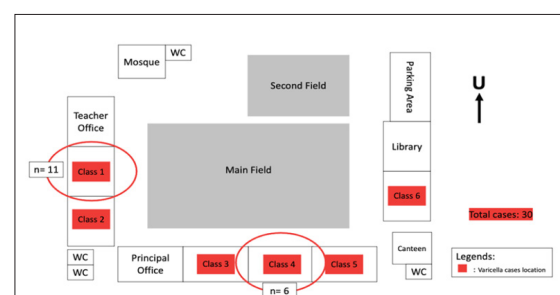 Mosque
WC
Second Field
Parking Area
U
Teacher
Office
Main Field
Library
n= 11
Class 1
Class 2
Class 6
Total cases: 30
WC
WC
Principal
Office
Class 3
Class 4
Class 5
Canteen
WC
Legends:
: Varicella cases location
n= 6